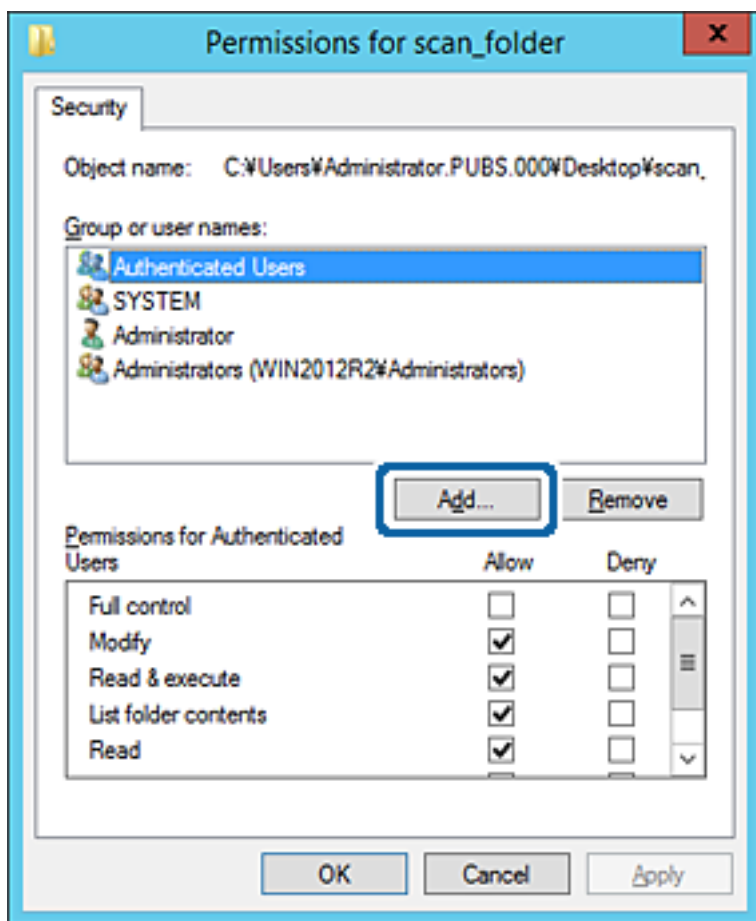 Permissions for scan_folder
x
Security
Object name: C:¥Users¥Administrator.PUBS.000¥Desktop¥scan_
Group or user names:
Authenticated Users
SYSTEM
Administrator
Administrators (WIN2012R2¥Administrators)
Add... Remove
Permissions for Authenticated
Users Allow Deny
Full control
Modify
Read & execute
List folder contents
Read
OK Cancel Apply